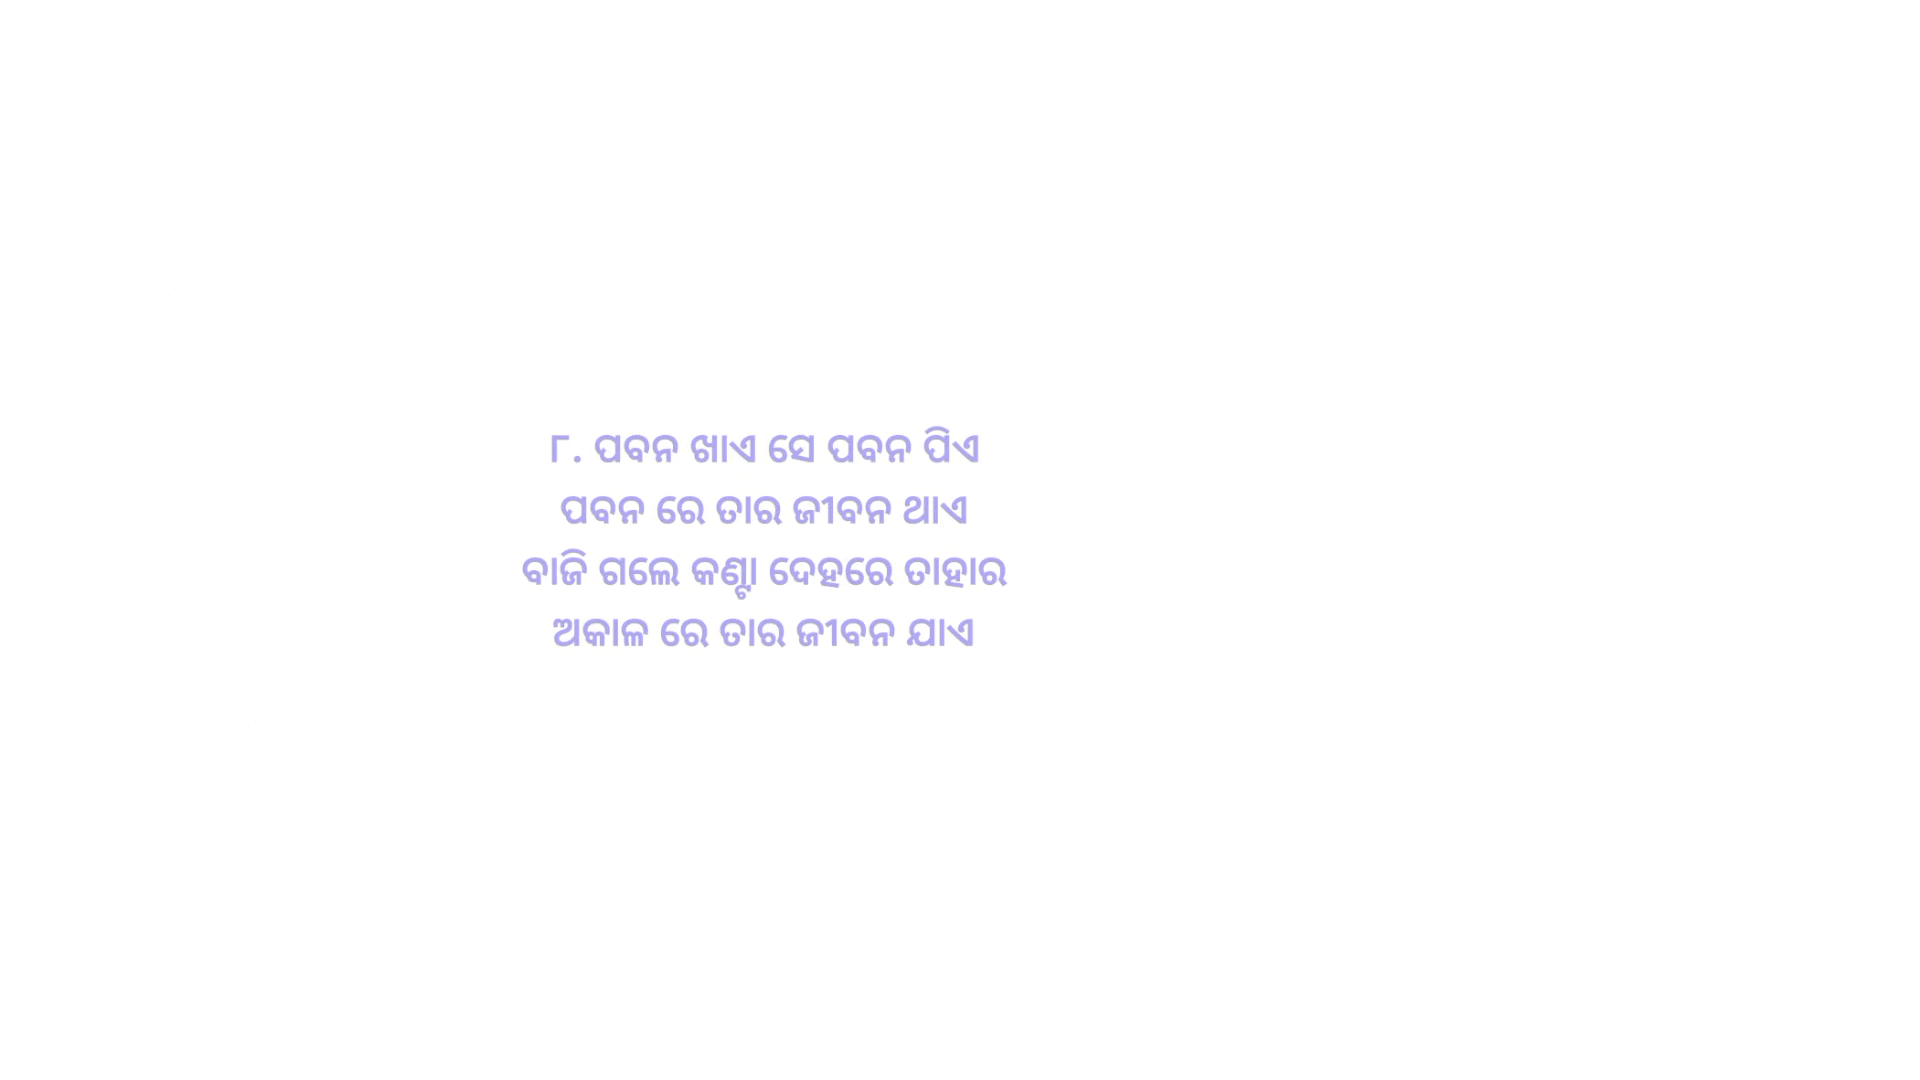 ୮. ପବନ ଖାଏ ସେ ପବନ ପିଏ
ପବନ ରେ ତାର ଜୀବନ ଥାଏ
ବାଜି ଗଲେ କଣ୍ଟା ଦେହରେ ତାହାର
ଅକାଳ ରେ ତାର ଜୀବନ ଯାଏ